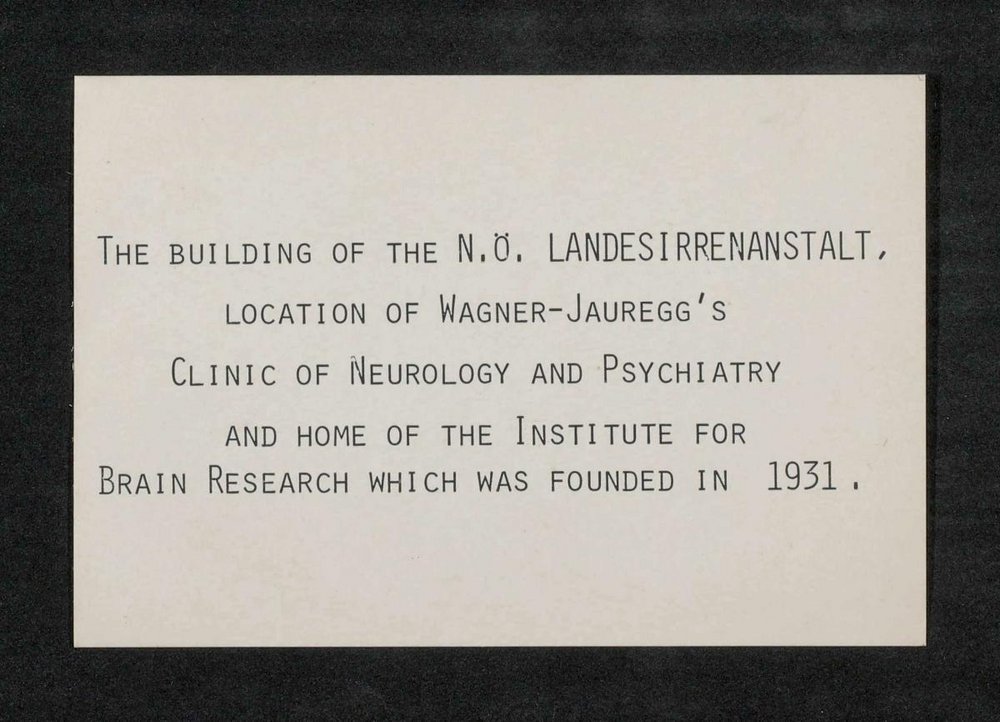 The building of the N.Ö. LANDESIRRENANSTALT,
location of Wagner-Jauregg's
Clinic of Neurology and Psychiatry
and home of the Institute for
Brain Research which was founded in 1931.